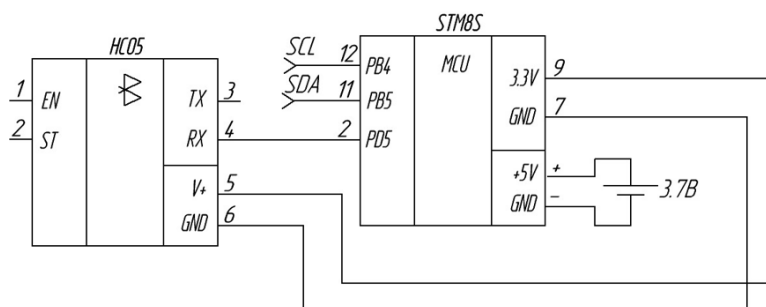 HC05
1 EN
2 ST
TX 3
RX 4
V+ 5
GND 6
STM8S
MCU
SCL 12 PB4
SDA 11 PB5
2 PD5
3.3V 9
GND 7
+5V +
GND −
3.7В